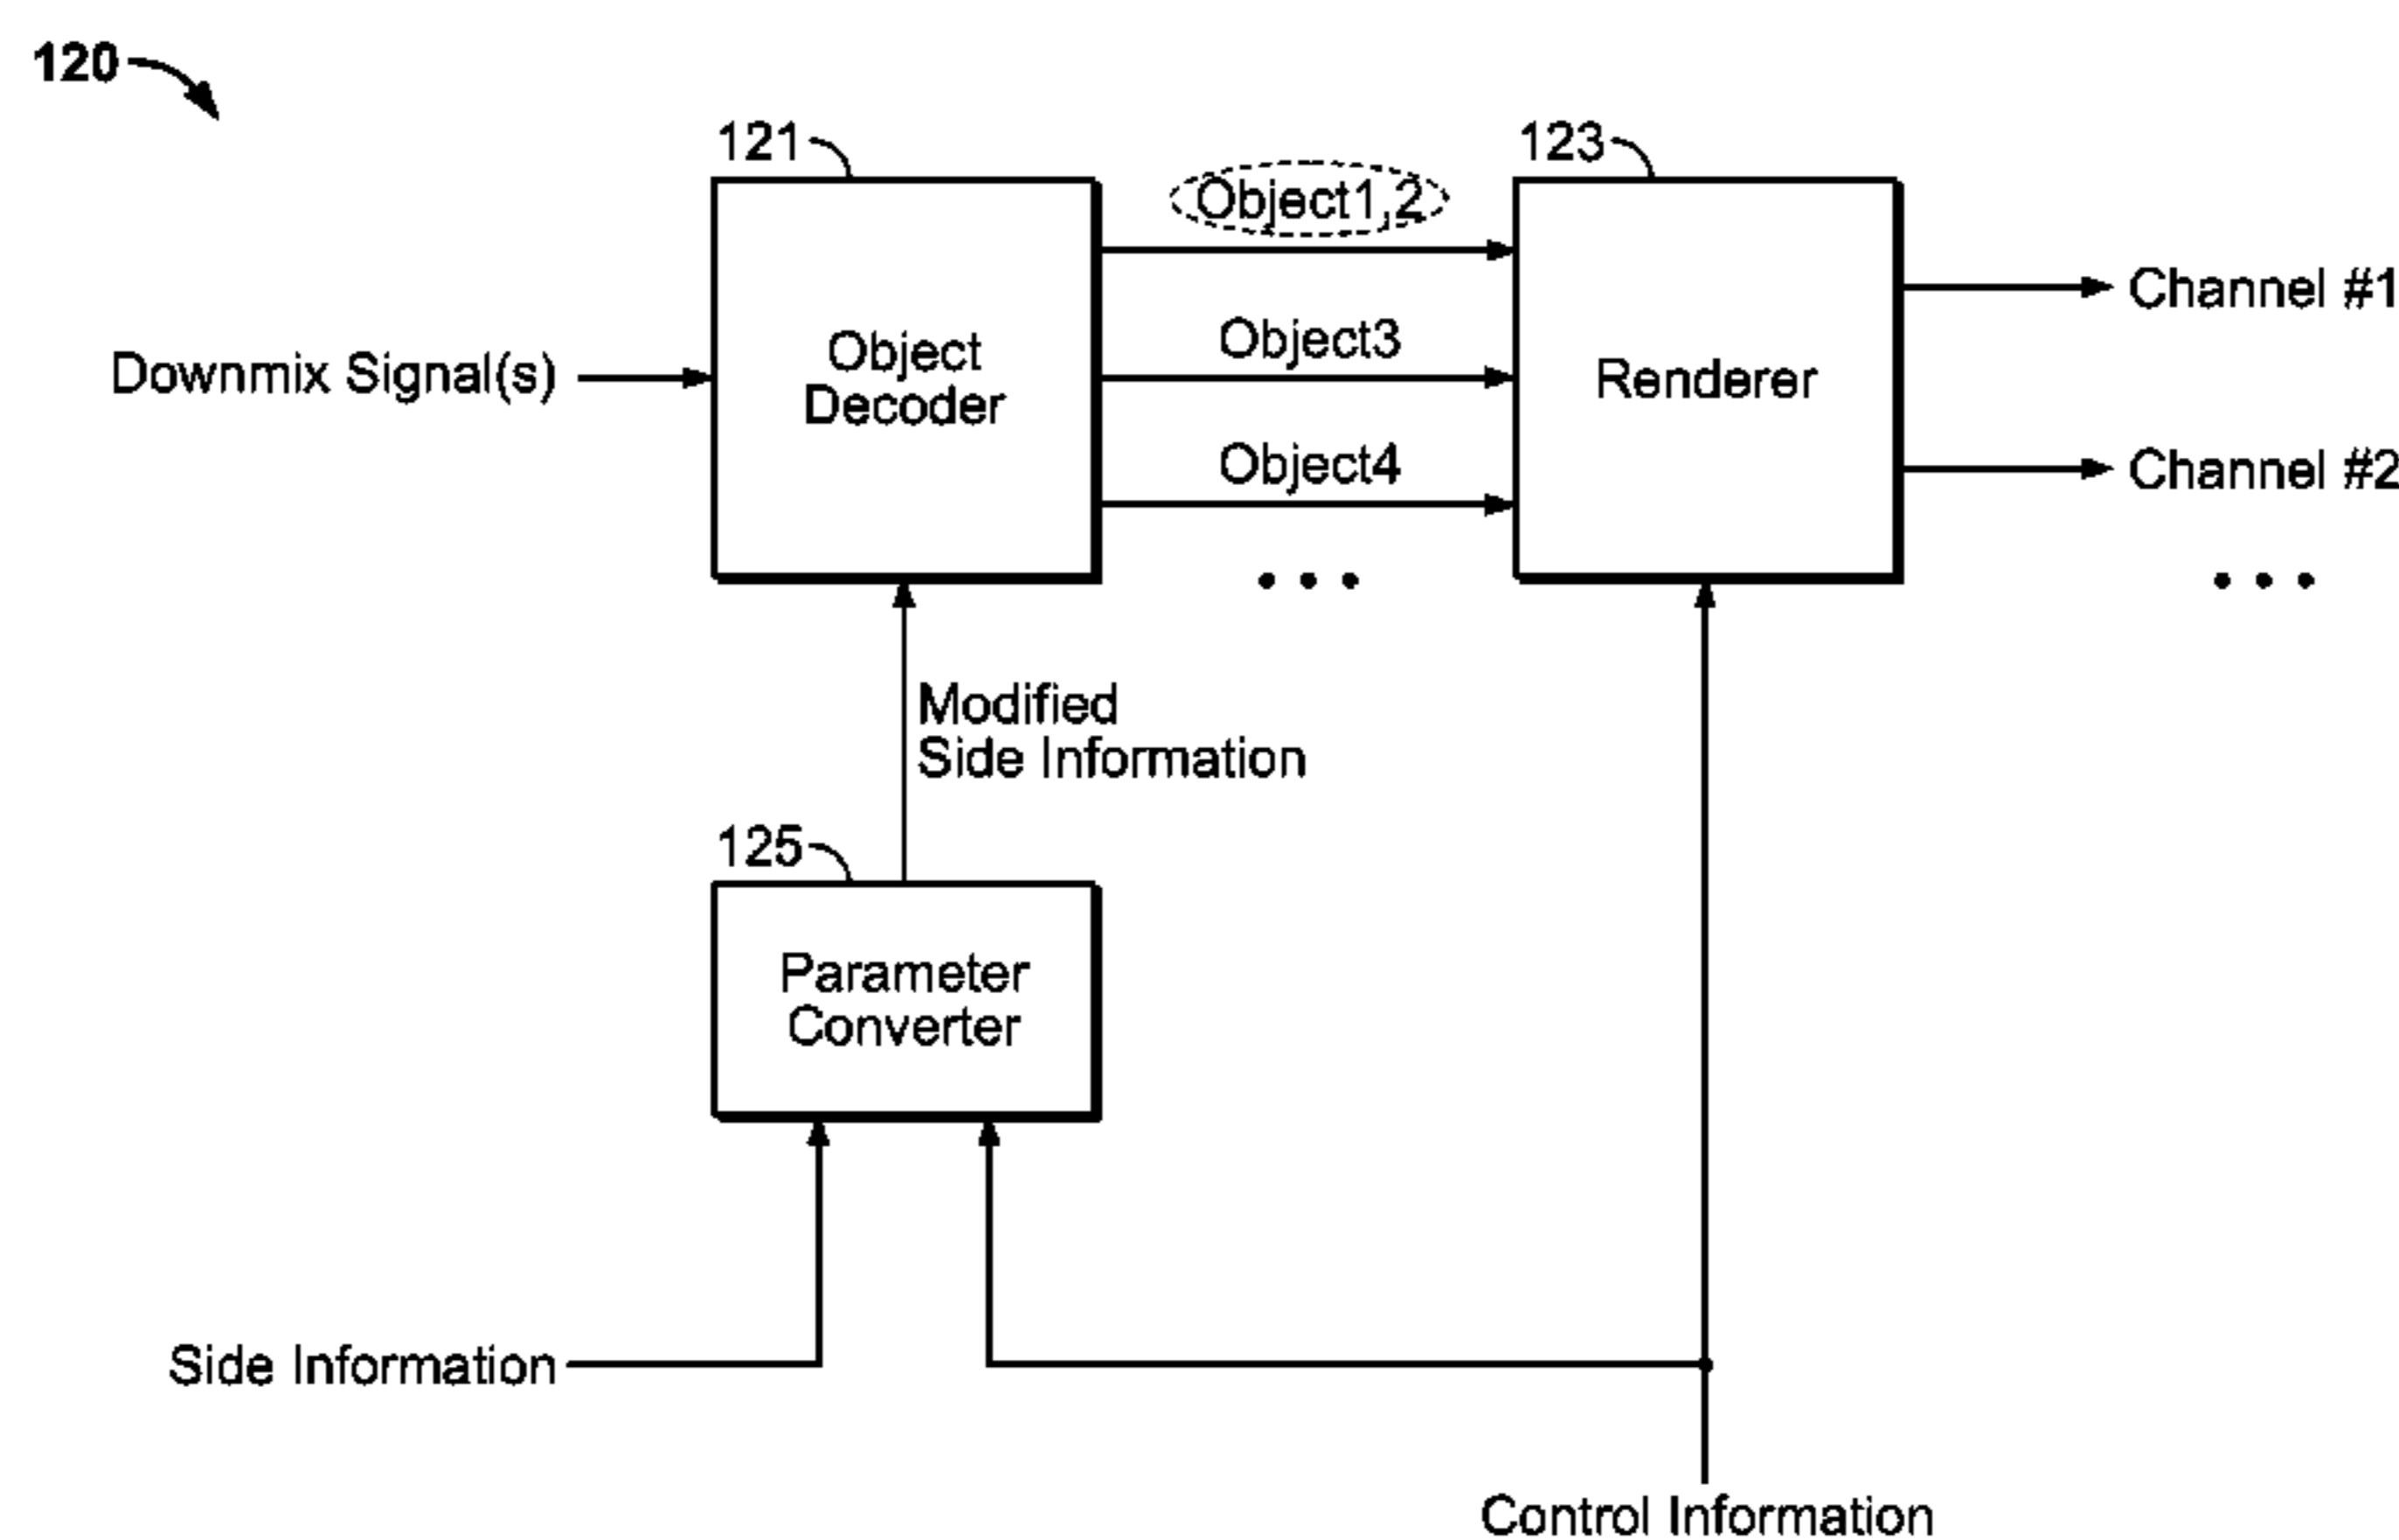 120
121
123
Object1,2
Channel #1
Object3
Downmix Signal(s)
Object
Decoder
Renderer
Object4
Channel #2
. . .
. . .
Modified
Side Information
125
Parameter
Converter
Side Information
Control Information